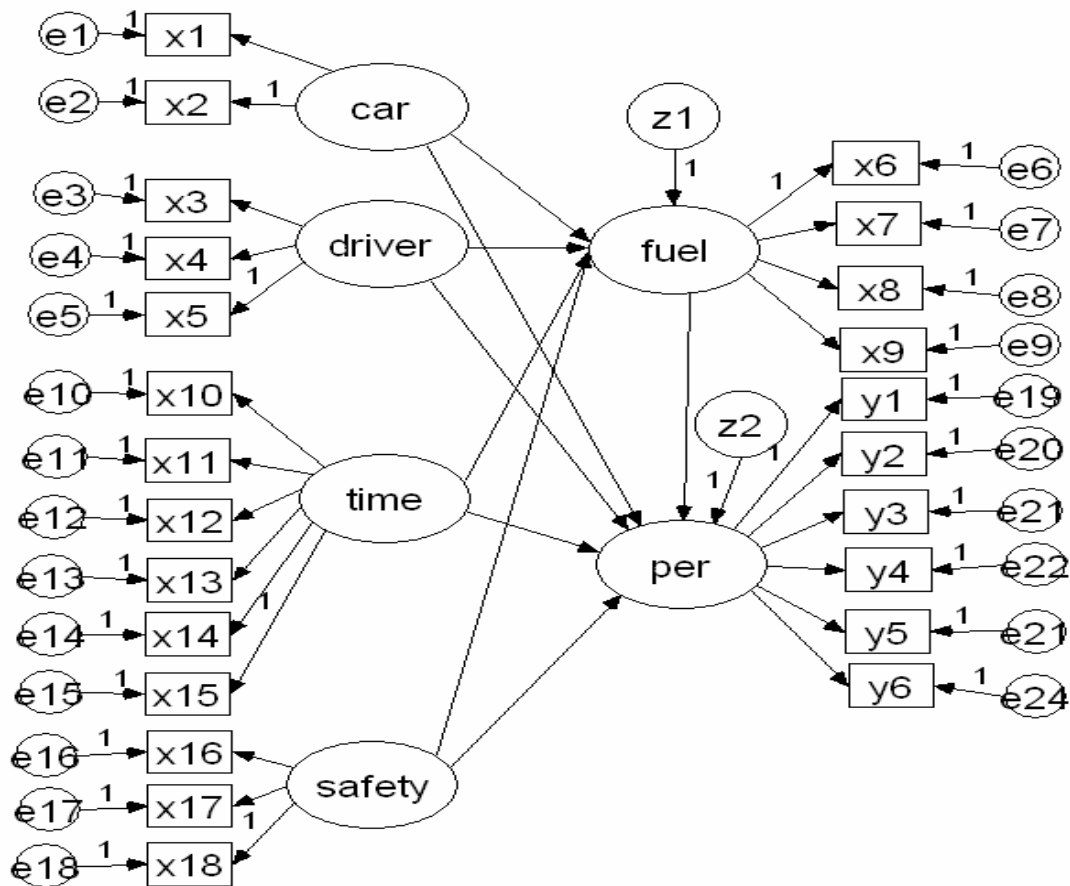 e1 1 x1
e2 1 x2 1
car
e3 1 x3
e4 1 x4
e5 1 x5 1
driver
e10 1 x10
e11 1 x11
e12 1 x12
e13 1 x13
e14 1 x14 1
e15 1 x15
time
e16 1 x16
e17 1 x17
e18 1 x18 1
safety
z1
1
fuel
1 x6 1 e6
x7 1 e7
x8 1 e8
x9 1 e9
z2
1
per
1 y1 1 e19
y2 1 e20
y3 1 e21
y4 1 e22
y5 1 e21
y6 1 e24